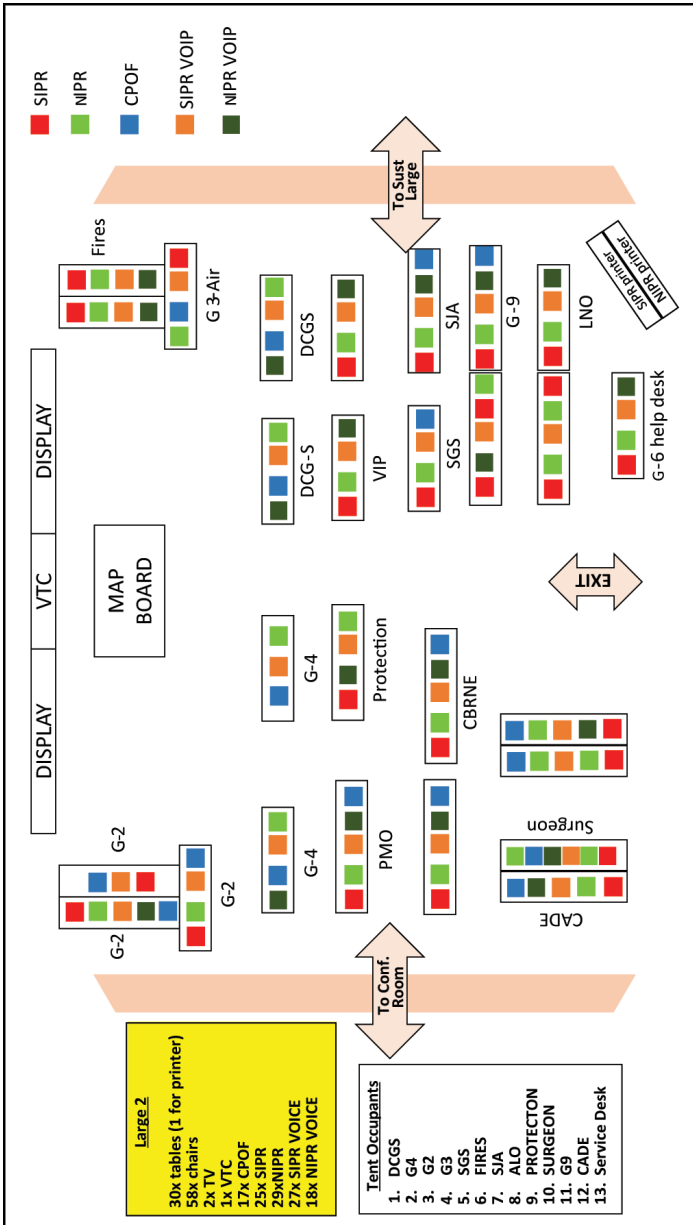 SIPR
NIPR
CPOF
SIPR VOIP
NIPR VOIP
DISPLAY
VTC
DISPLAY
MAP
BOARD
G-2
G-2
G-2
Fires
G 3-Air
G-4
G-4
DCG-S
DCGS
PMO
Protection
VIP
CBRNE
SGS
SJA
G-9
LNO
Surgeon
CADE
G-6 help desk
SIPR printer
NIPR printer
To Conf.
Room
To Sust
Large
EXIT
Large 2
30x tables (1 for printer)
58x chairs
2x TV
1x VTC
17x CPOF
25x SIPR
29xNIPR
27x SIPR VOICE
18x NIPR VOICE
Tent Occupants
1. DCGS
2. G4
3. G2
4. G3
5. SGS
6. FIRES
7. SJA
8. ALO
9. PROTECTON
10. SURGEON
11. G9
12. CADE
13. Service Desk